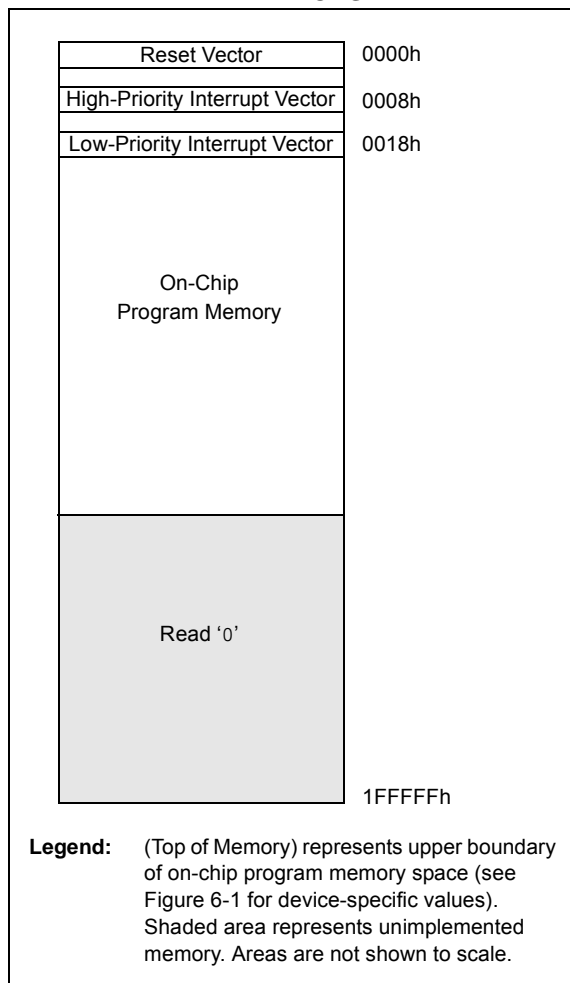 Reset Vector 0000h
High-Priority Interrupt Vector 0008h
Low-Priority Interrupt Vector 0018h
On-Chip
Program Memory
Read ‘0’
1FFFFFh
Legend: (Top of Memory) represents upper boundary
of on-chip program memory space (see
Figure 6-1 for device-specific values).
Shaded area represents unimplemented
memory. Areas are not shown to scale.